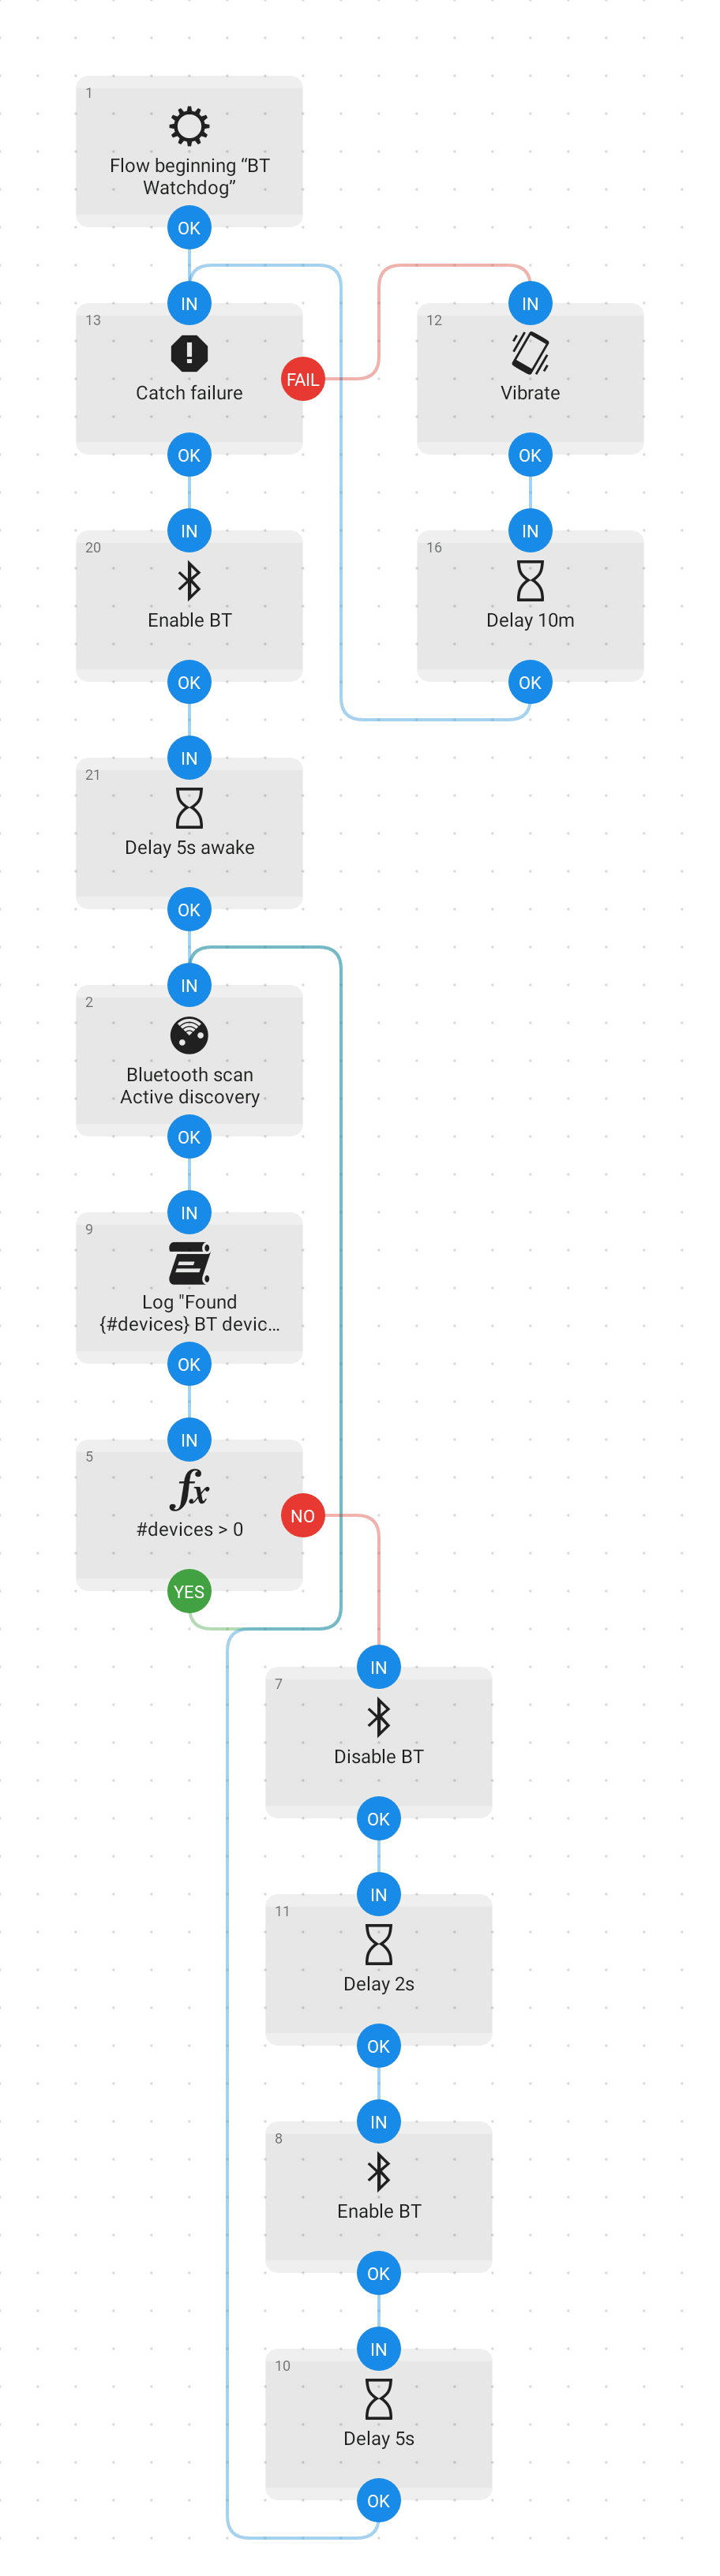 1
Flow beginning “BT
Watchdog”
OK
IN
13
Catch failure
FAIL
OK
IN
12
Vibrate
OK
IN
20
Enable BT
OK
IN
16
Delay 10m
OK
IN
21
Delay 5s awake
OK
IN
2
Bluetooth scan
Active discovery
OK
IN
9
Log "Found
{#devices} BT devic…
OK
IN
5
fx
#devices > 0
NO
YES
IN
7
Disable BT
OK
IN
11
Delay 2s
OK
IN
8
Enable BT
OK
IN
10
Delay 5s
OK